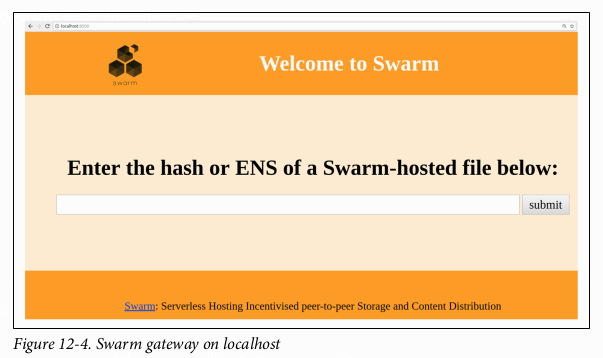 localhost:8500
swarm
Welcome to Swarm
Enter the hash or ENS of a Swarm-hosted file below:
submit
Swarm: Serverless Hosting Incentivised peer-to-peer Storage and Content Distribution
Figure 12-4. Swarm gateway on localhost